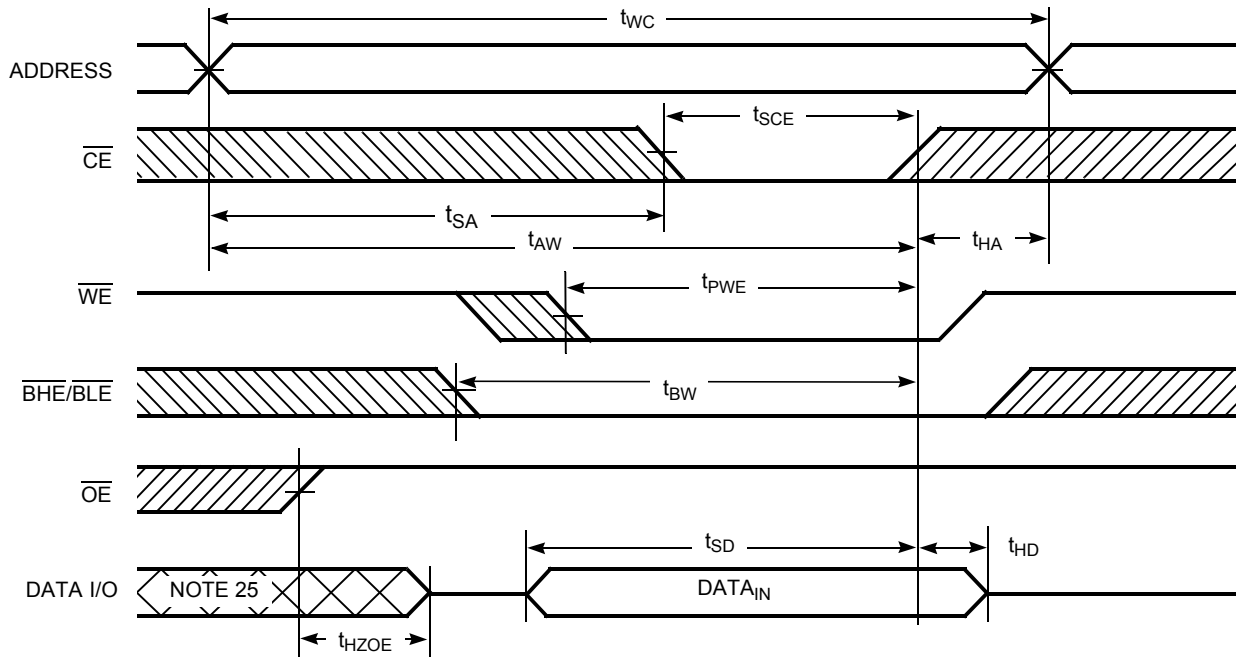 tWC
ADDRESS
tSCE
CE
tSA
tAW
tHA
WE
tPWE
BHE/BLE
tBW
OE
tSD
tHD
DATA I/O
NOTE 25
DATAIN
tHZOE